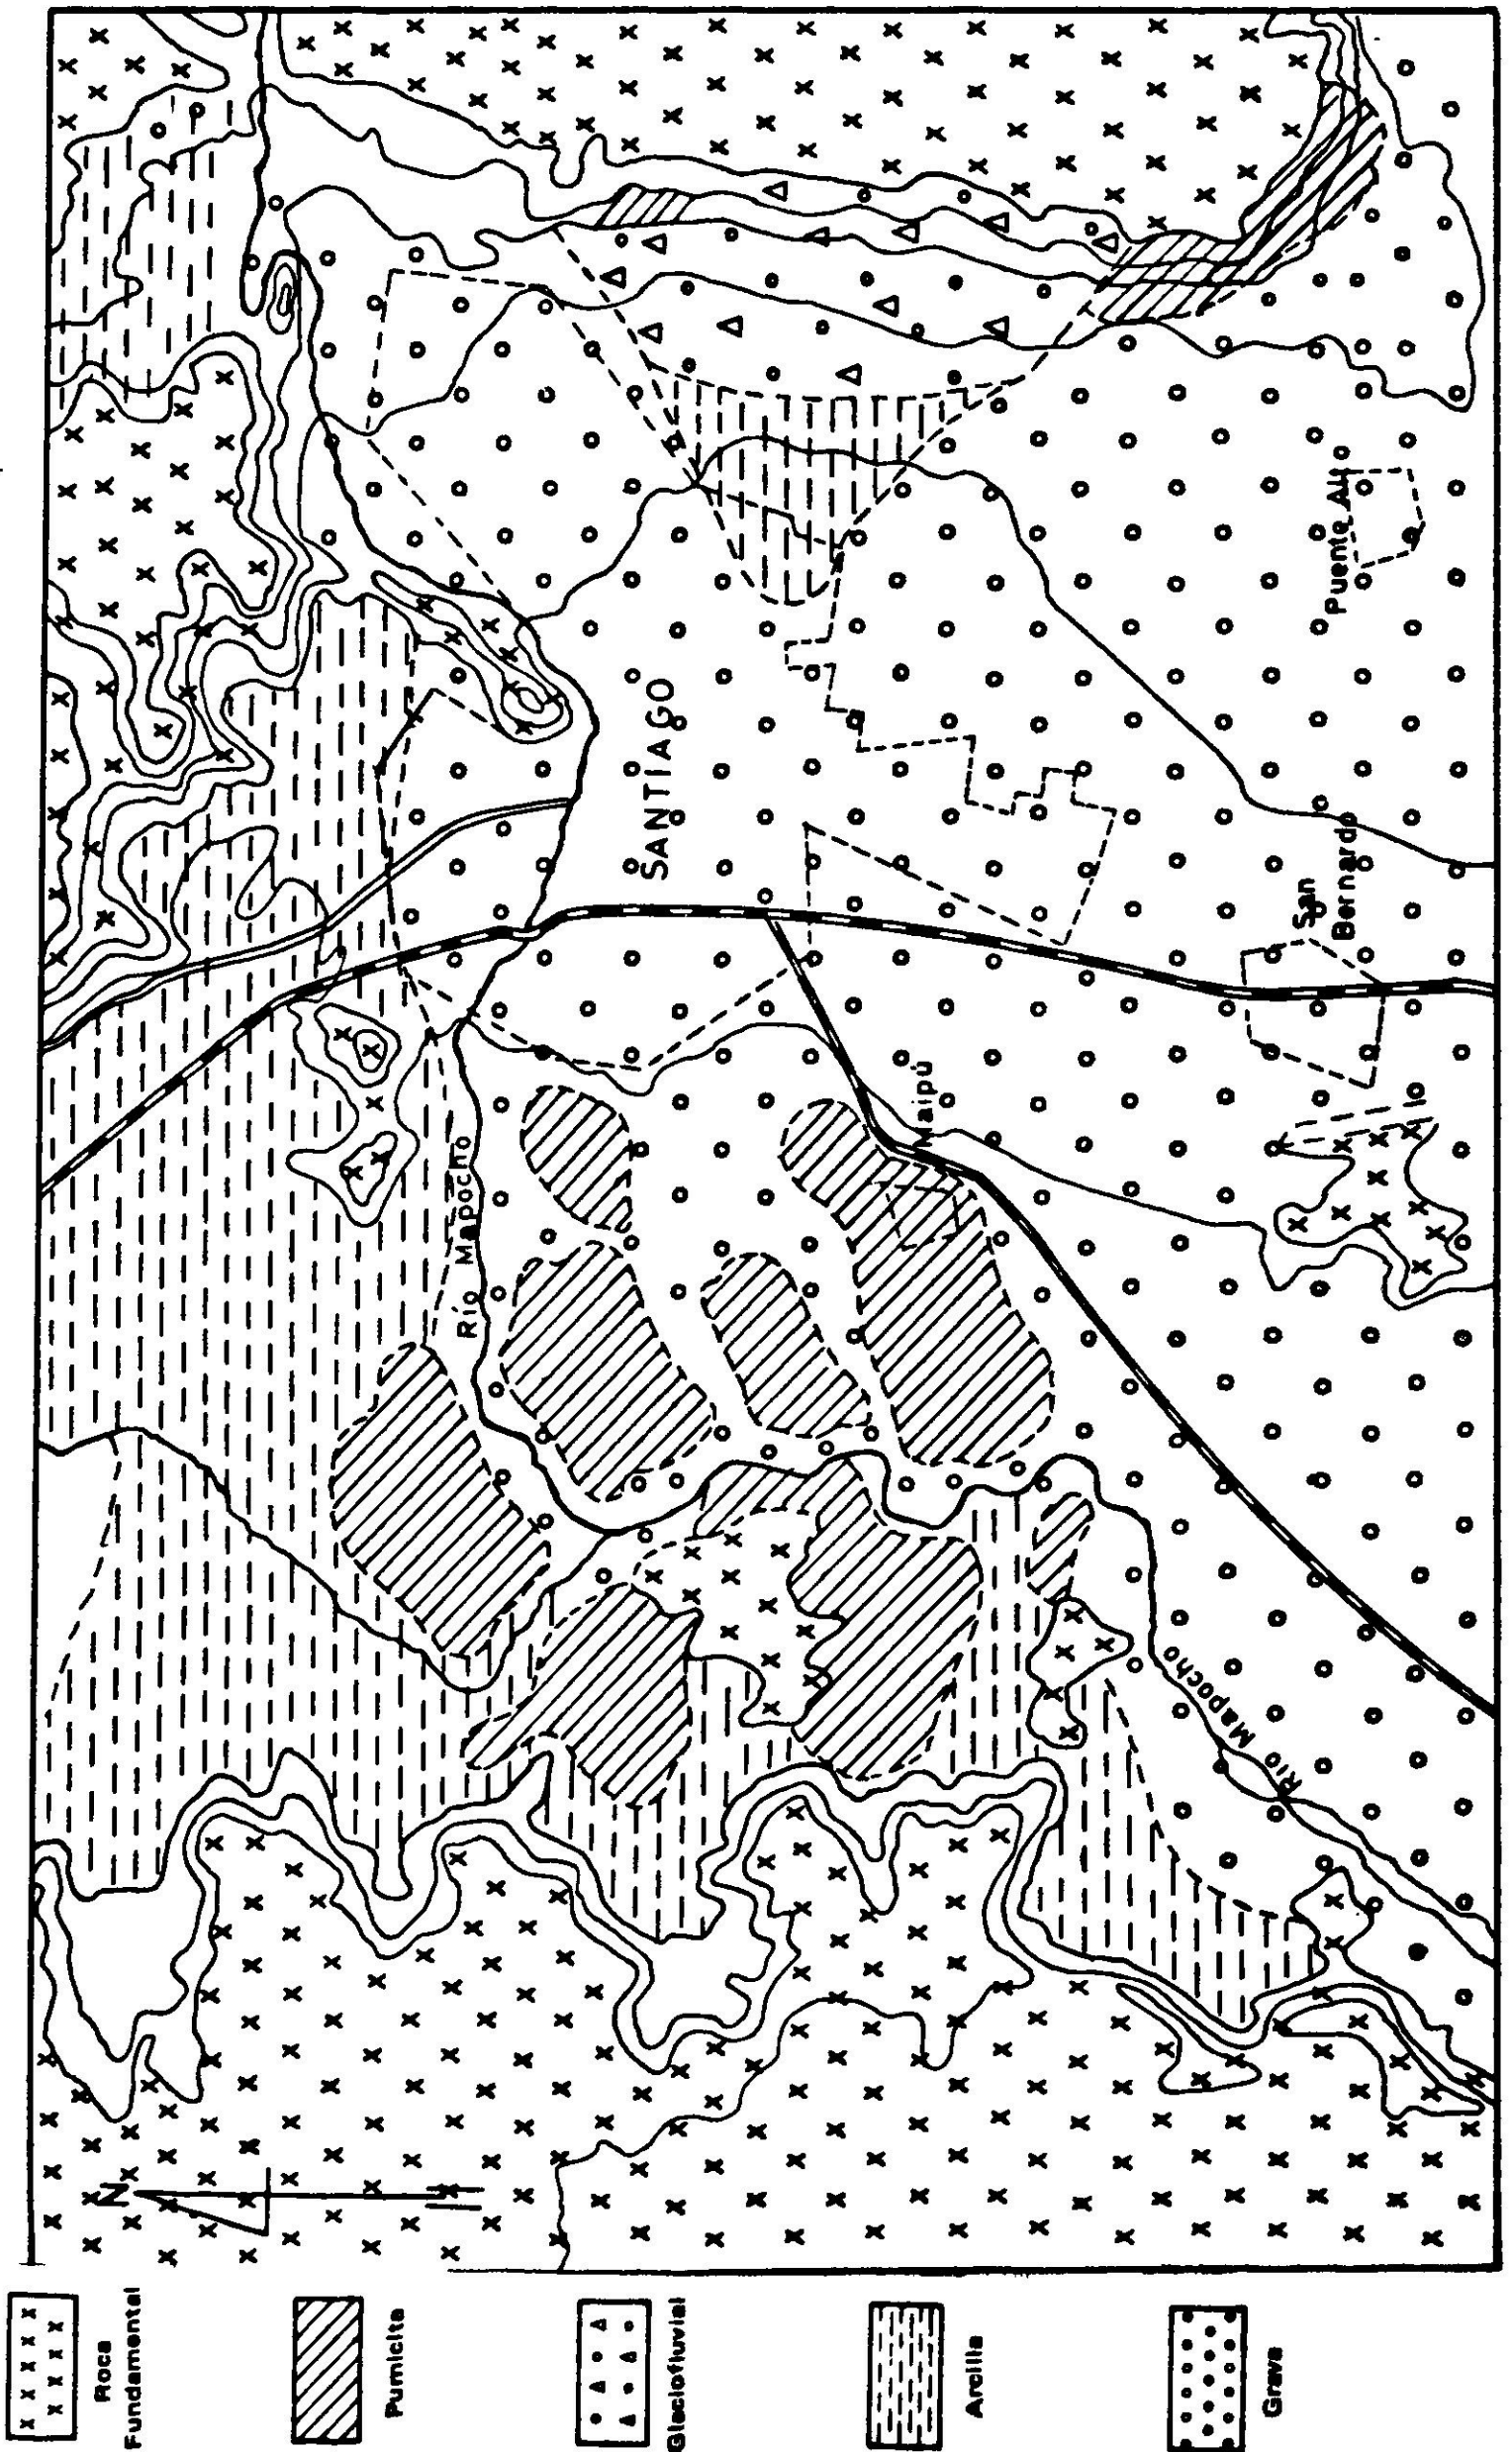 N
SANTIAGO
Río Mapocho
Maipú
Puente Alto
San
Bernardo
Río Mapocho
Roca
Fundamental
Pumicita
Glaciofluvial
Arcilla
Grava